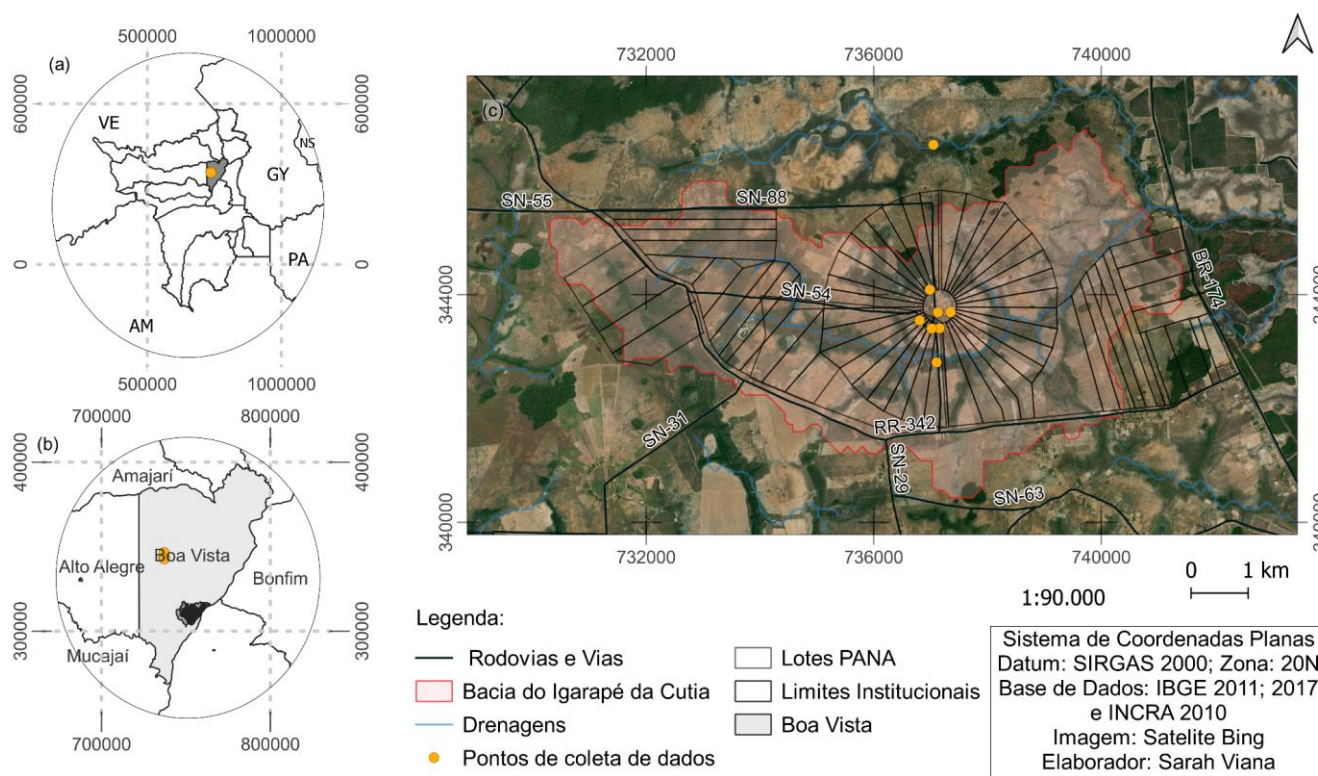 500000 1000000
(a)
600000 600000
VE
NS
GY
0 0
PA
AM
500000 1000000
700000 800000
(b)
400000 400000
Amajarí
Alto Alegre
Boa Vista
Bonfim
300000 300000
Mucajaí
700000 800000
732000 736000 740000
(c)
SN-55
SN-88
BR-174
344000 344000
SN-54
SN-31
RR-342
SN-29
SN-63
340000 340000
732000 736000 740000
0 1 km
1:90.000
Legenda:
Rodovias e Vias
Bacia do Igarapé da Cutia
Drenagens
Pontos de coleta de dados
Lotes PANA
Limites Institucionais
Boa Vista
Sistema de Coordenadas Planas
Datum: SIRGAS 2000; Zona: 20N
Base de Dados: IBGE 2011; 2017
e INCRA 2010
Imagem: Satelite Bing
Elaborador: Sarah Viana